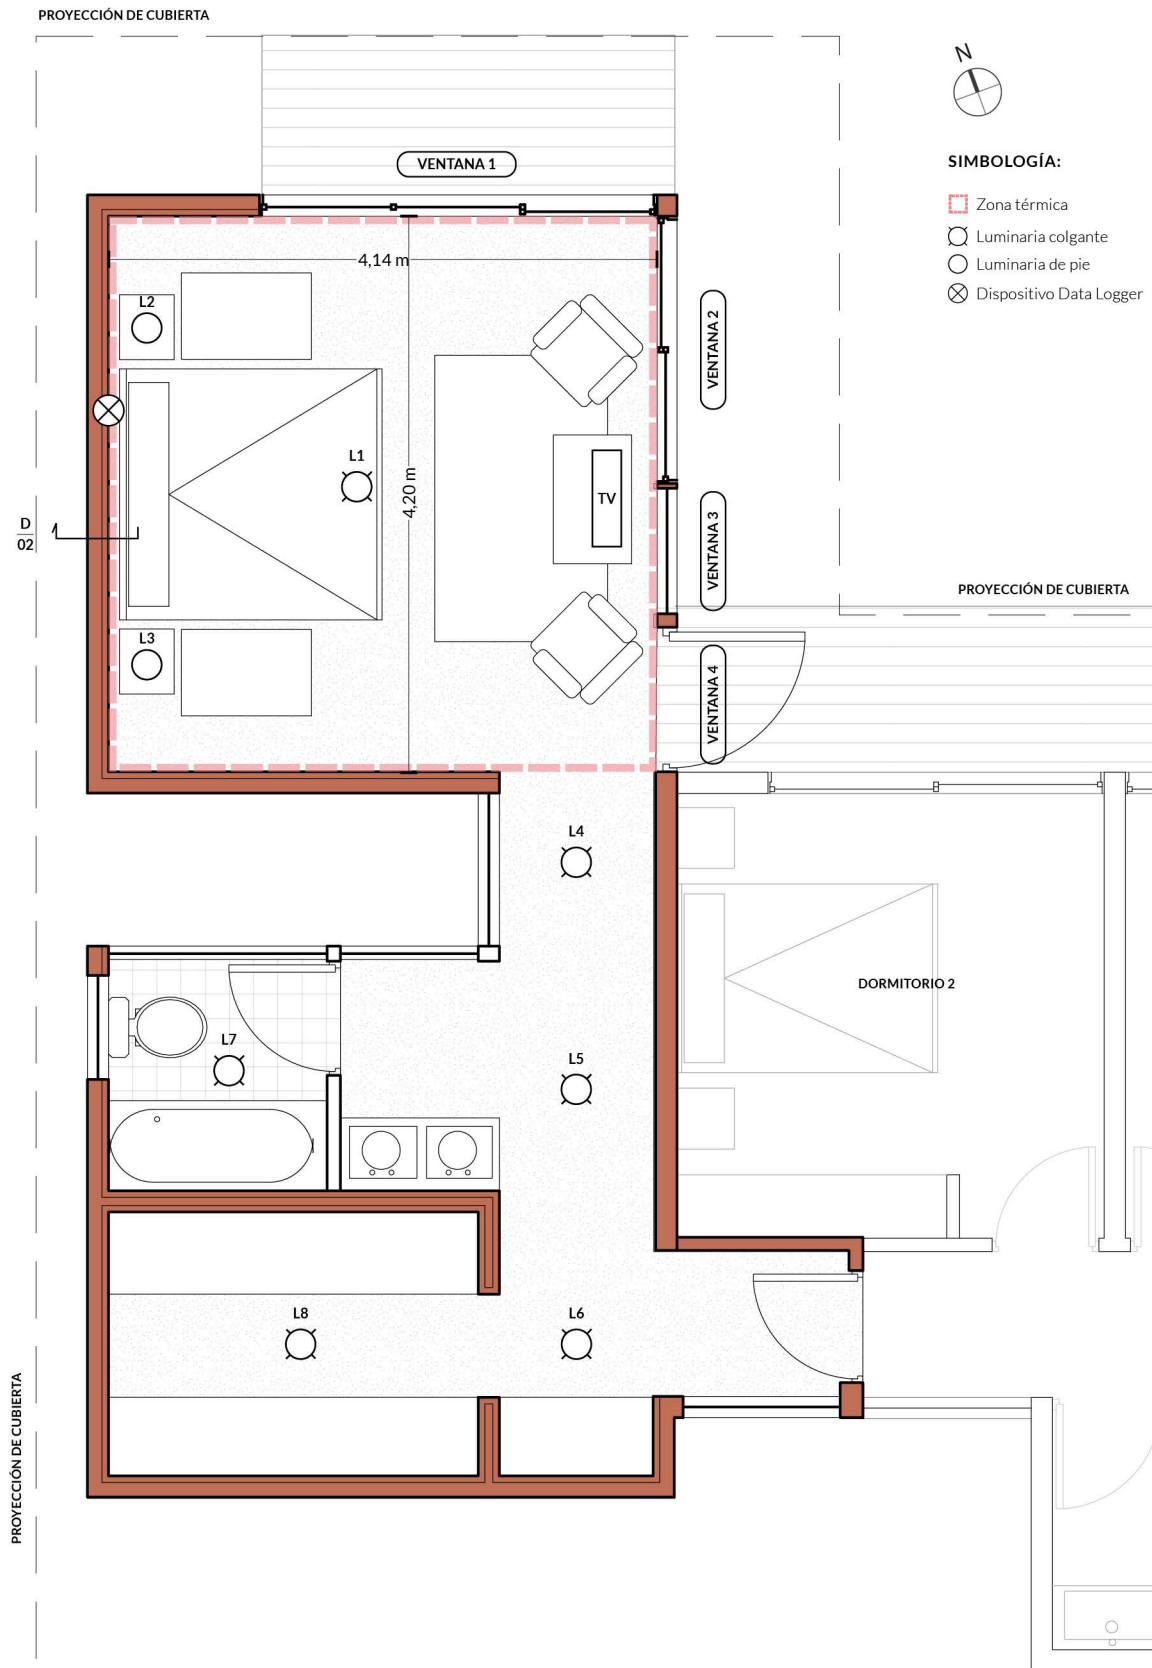 PROYECCIÓN DE CUBIERTA
N
SIMBOLOGÍA:
Zona térmica
Luminaria colgante
Luminaria de pie
Dispositivo Data Logger
VENTANA 1
4,14 m
L2
VENTANA 2
L1
4,20 m
TV
D
02
VENTANA 3
PROYECCIÓN DE CUBIERTA
L3
VENTANA 4
L4
DORMITORIO 2
L7
L5
L8
L6
PROYECCIÓN DE CUBIERTA